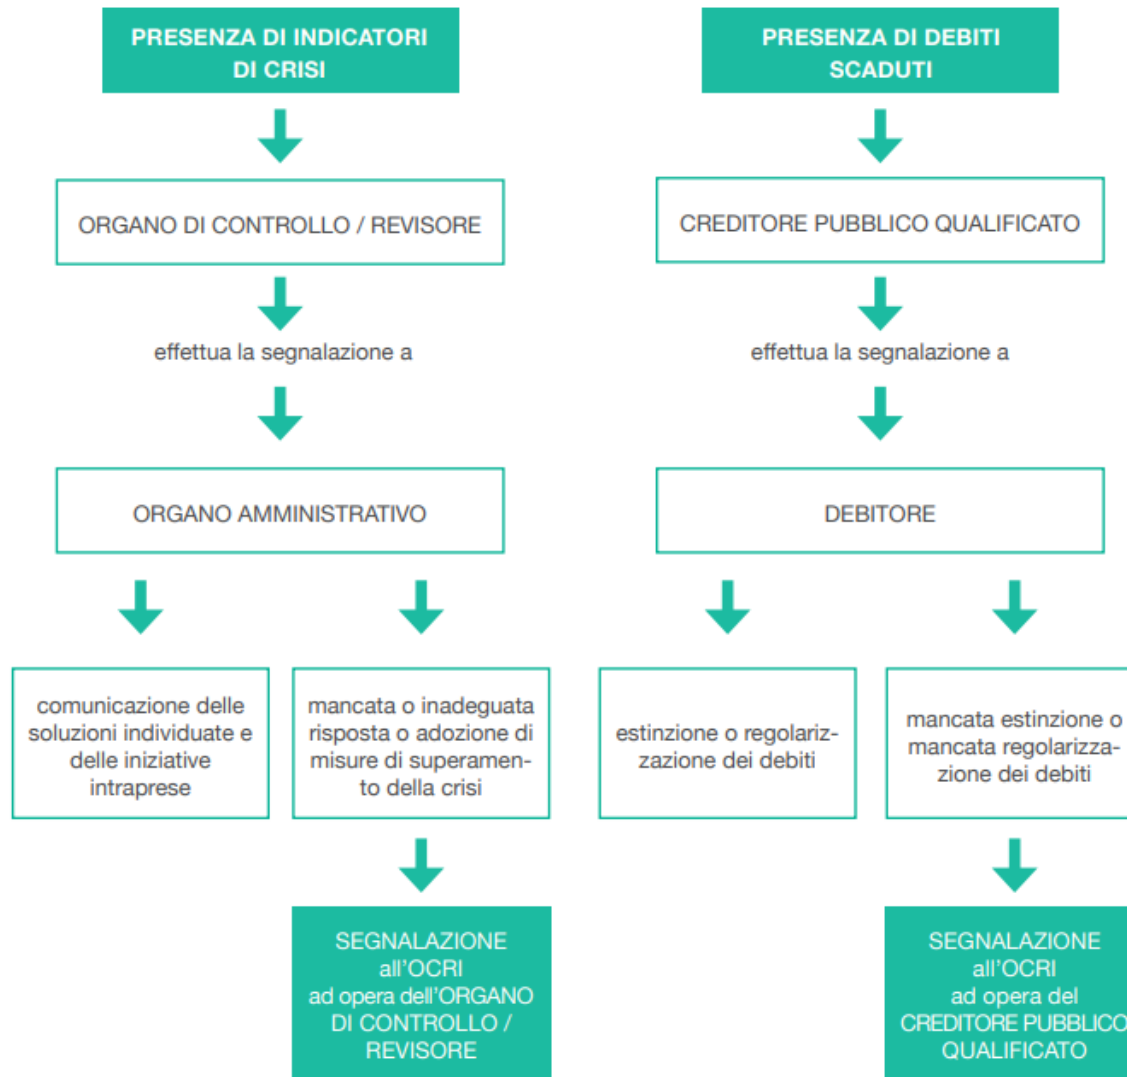 PRESENZA DI INDICATORI
DI CRISI
ORGANO DI CONTROLLO / REVISORE
effettua la segnalazione a
ORGANO AMMINISTRATIVO
comunicazione delle
soluzioni individuate e
delle iniziative
intraprese
mancata o inadeguata
risposta o adozione di
misure di superamen-
to della crisi
SEGNALAZIONE
all'OCRI
ad opera dell'ORGANO
DI CONTROLLO /
REVISORE
PRESENZA DI DEBITI
SCADUTI
CREDITORE PUBBLICO QUALIFICATO
effettua la segnalazione a
DEBITORE
estinzione o regolariz-
zazione dei debiti
mancata estinzione o
mancata regolarizza-
zione dei debiti
SEGNALAZIONE
all'OCRI
ad opera del
CREDITORE PUBBLICO
QUALIFICATO